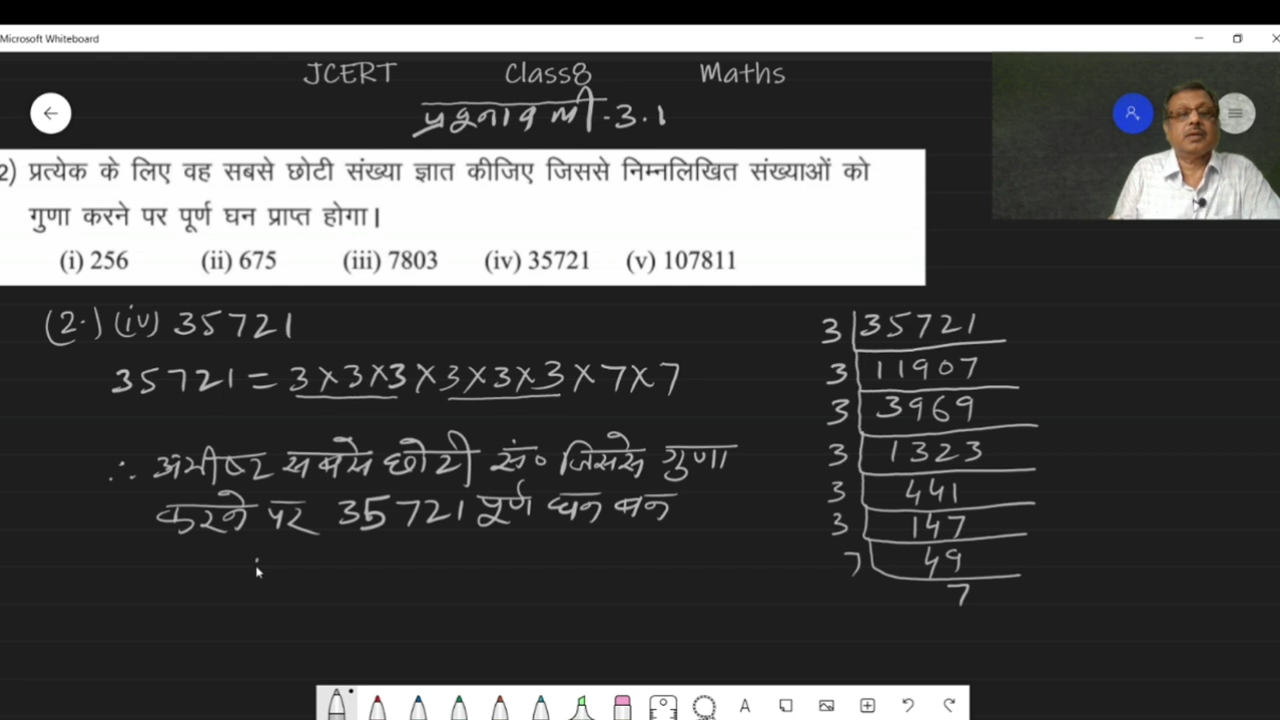 Microsoft Whiteboard
JCERT Class8 Maths
प्रश्नावली-3.1
2) प्रत्येक के लिए वह सबसे छोटी संख्या ज्ञात कीजिए जिससे निम्नलिखित संख्याओं को
गुणा करने पर पूर्ण घन प्राप्त होगा।
(i) 256 (ii) 675 (iii) 7803 (iv) 35721 (v) 107811
(2.) (iv) 35721
35721 = 3×3×3×3×3×3×7×7
∴ अभीष्ट सबसे छोटी सं० जिससे गुणा
करने पर 35721 पूर्ण घन बन
3 35721
3 11907
3 3969
3 1323
3 441
3 147
7 49
7
A